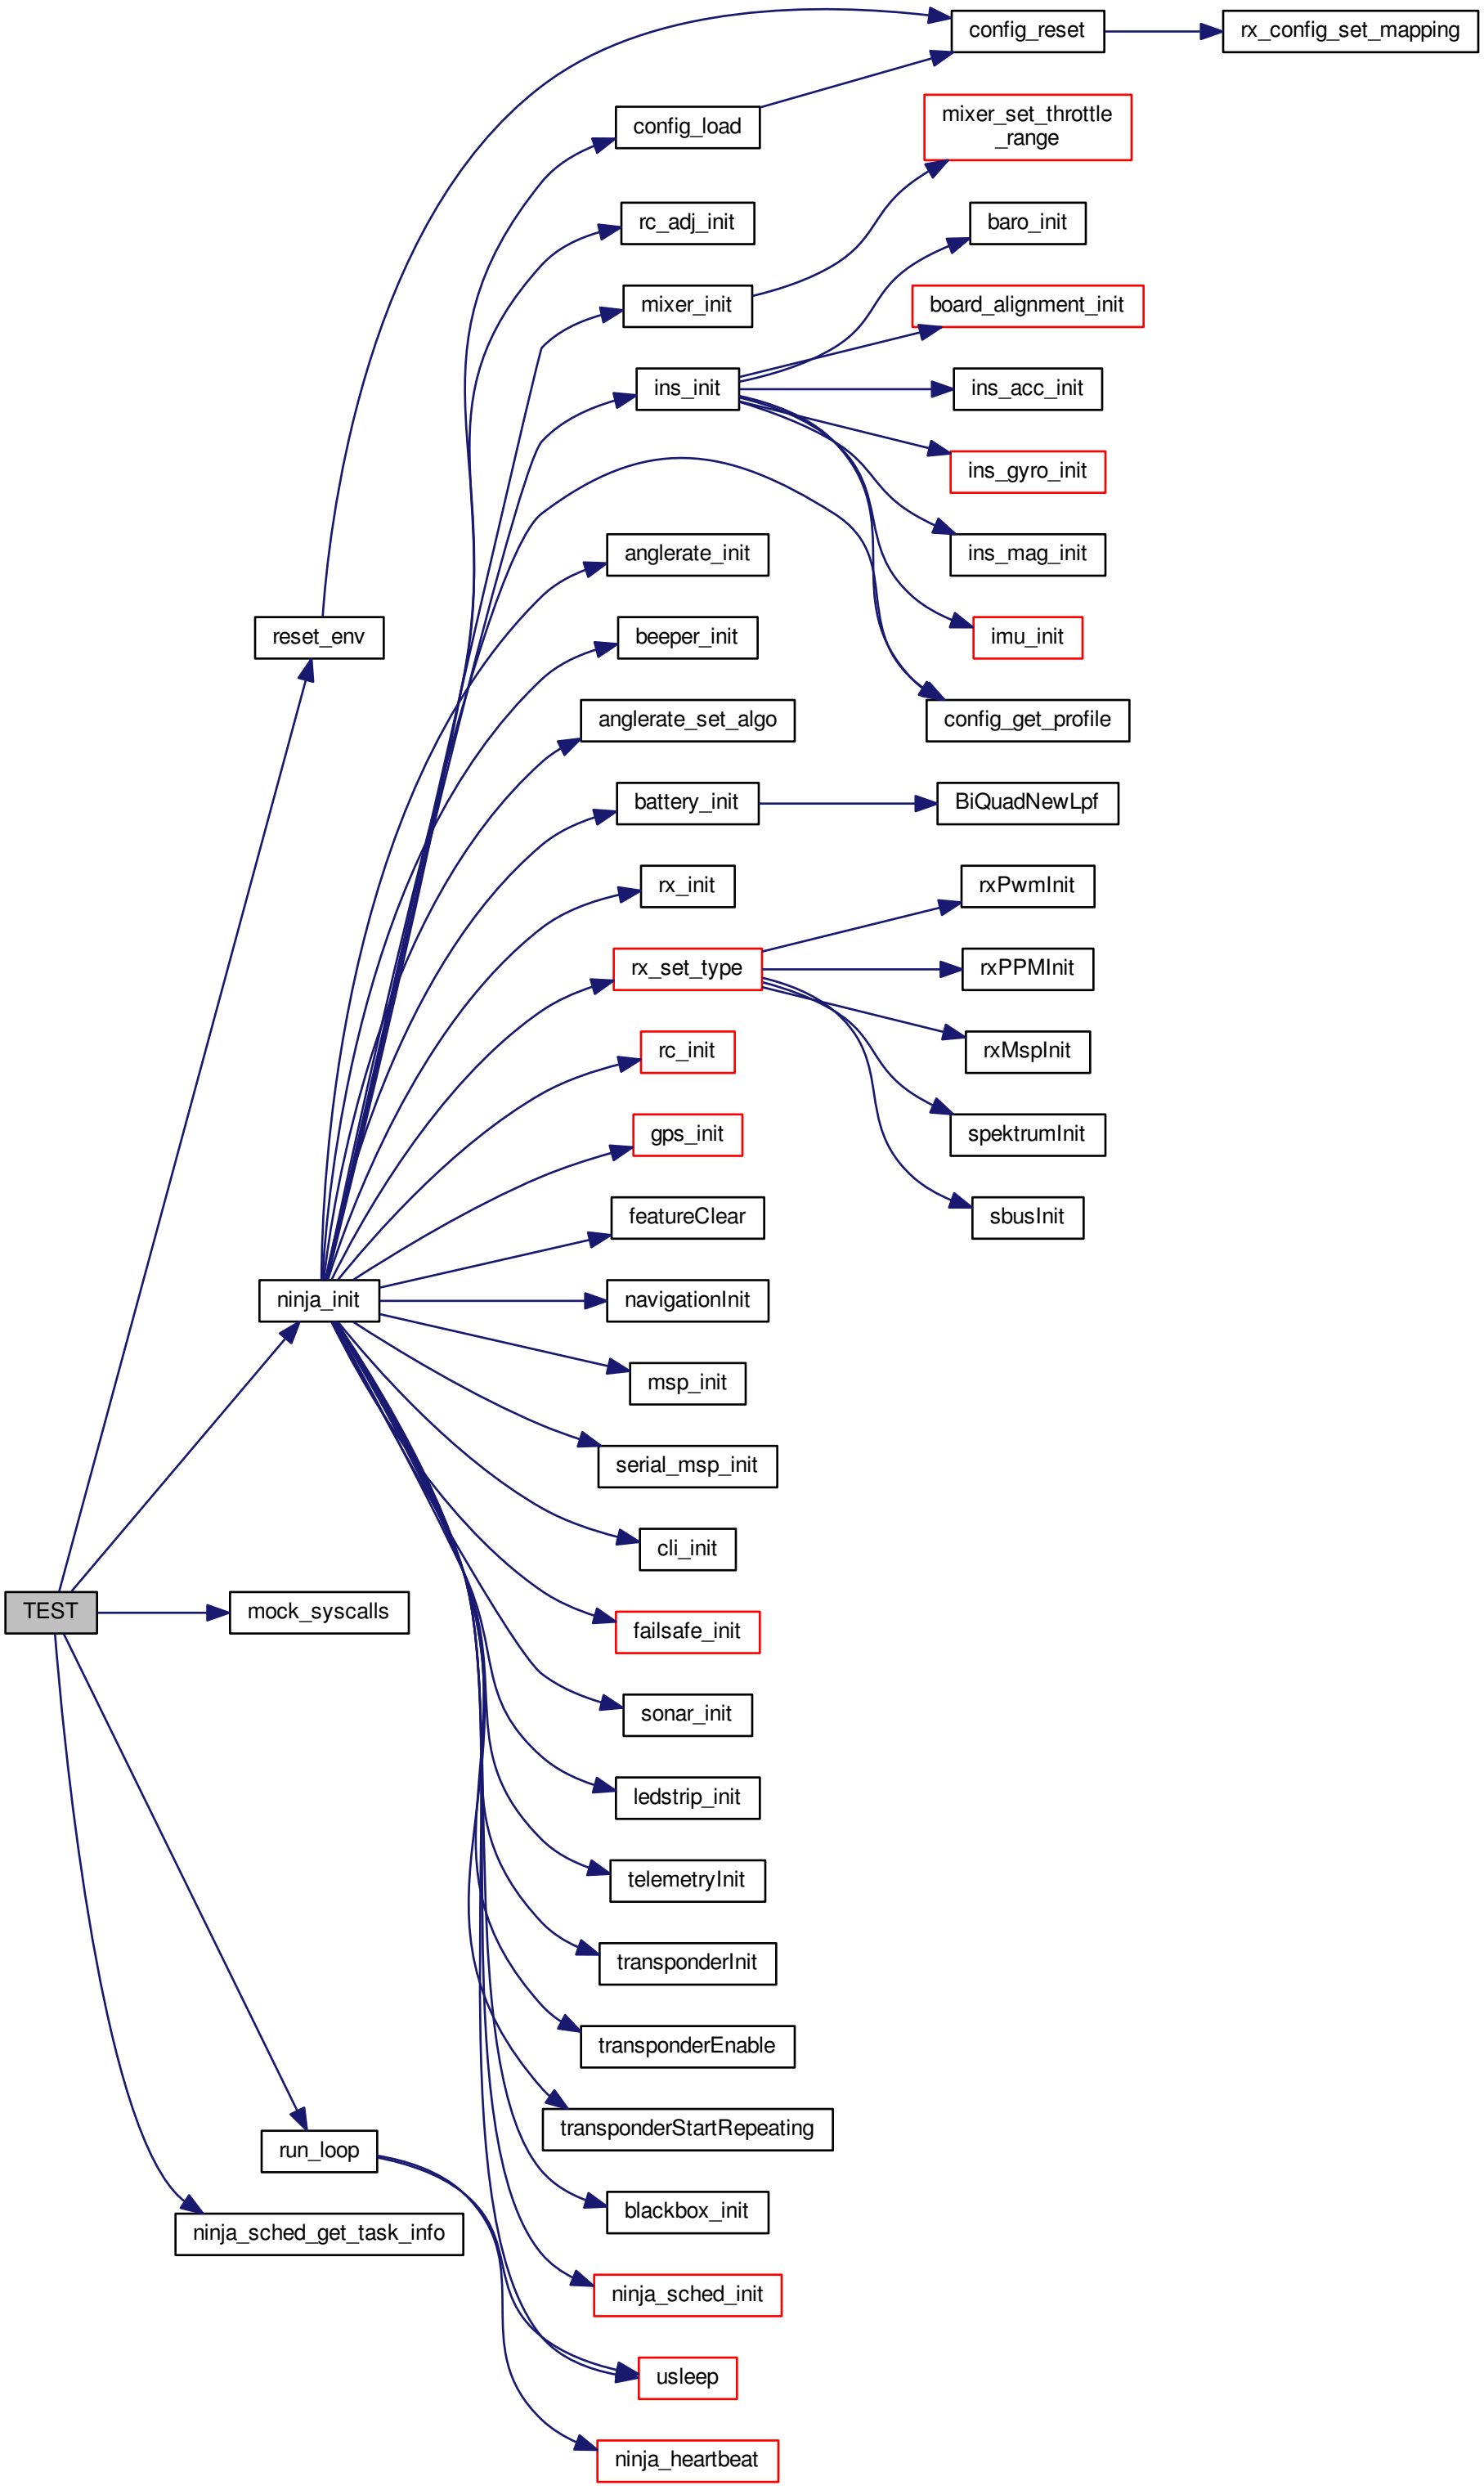 config_reset
rx_config_set_mapping
config_load
mixer_set_throttle
_range
rc_adj_init
baro_init
mixer_init
board_alignment_init
ins_init
ins_acc_init
ins_gyro_init
anglerate_init
ins_mag_init
reset_env
beeper_init
imu_init
anglerate_set_algo
config_get_profile
battery_init
BiQuadNewLpf
rx_init
rxPwmInit
rx_set_type
rxPPMInit
rc_init
rxMspInit
gps_init
spektrumInit
featureClear
sbusInit
ninja_init
navigationInit
msp_init
serial_msp_init
cli_init
TEST
mock_syscalls
failsafe_init
sonar_init
ledstrip_init
telemetryInit
transponderInit
transponderEnable
transponderStartRepeating
run_loop
blackbox_init
ninja_sched_get_task_info
ninja_sched_init
usleep
ninja_heartbeat